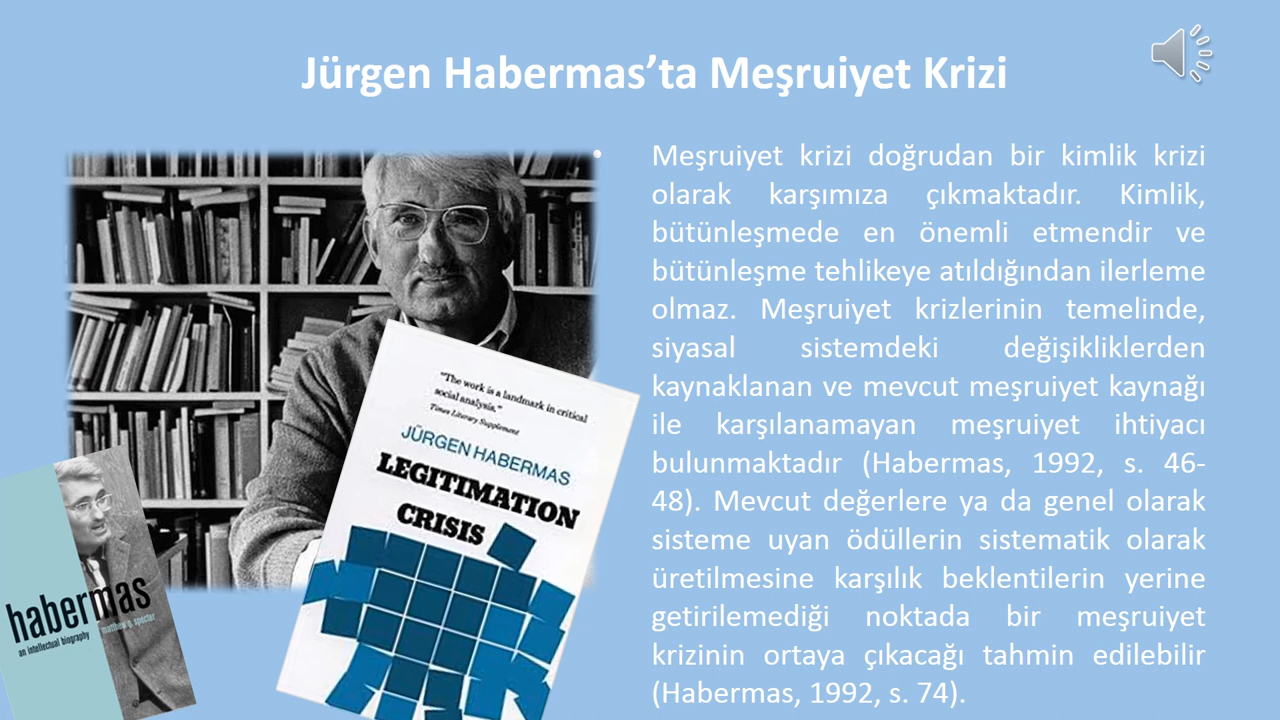 Jürgen Habermas’ta Meşruiyet Krizi
• Meşruiyet krizi doğrudan bir kimlik krizi
olarak karşımıza çıkmaktadır. Kimlik,
bütünleşmede en önemli etmendir ve
bütünleşme tehlikeye atıldığından ilerleme
olmaz. Meşruiyet krizlerinin temelinde,
siyasal sistemdeki değişikliklerden
kaynaklanan ve mevcut meşruiyet kaynağı
ile karşılanamayan meşruiyet ihtiyacı
bulunmaktadır (Habermas, 1992, s. 46-
48). Mevcut değerlere ya da genel olarak
sisteme uyan ödüllerin sistematik olarak
üretilmesine karşılık beklentilerin yerine
getirilemediği noktada bir meşruiyet
krizinin ortaya çıkacağı tahmin edilebilir
(Habermas, 1992, s. 74).
"The work is a landmark in critical
social analysis."
Times Literary Supplement
JÜRGEN HABERMAS
LEGITIMATION
CRISIS
habermas
an intellectual biography
matthew g. specter